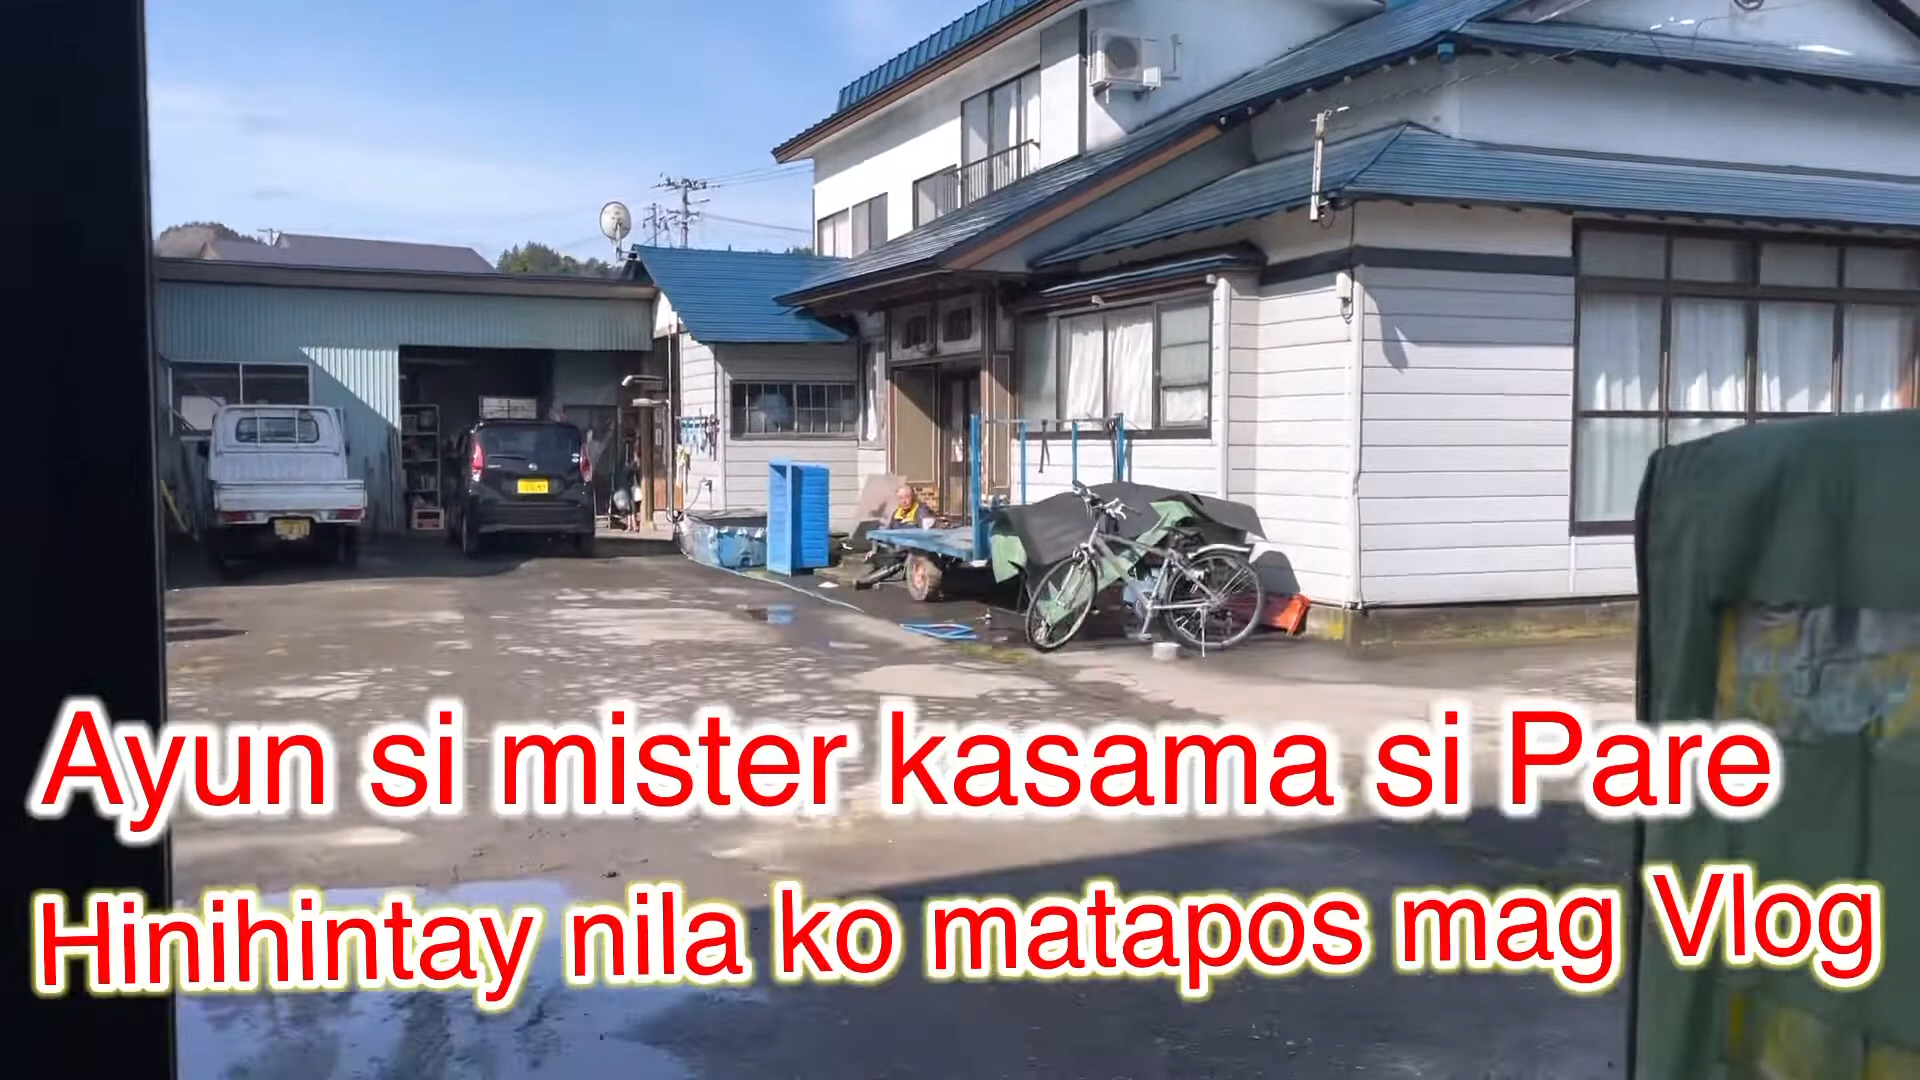 Ayun si mister kasama si Pare
Hinihintay nila ko matapos mag Vlog